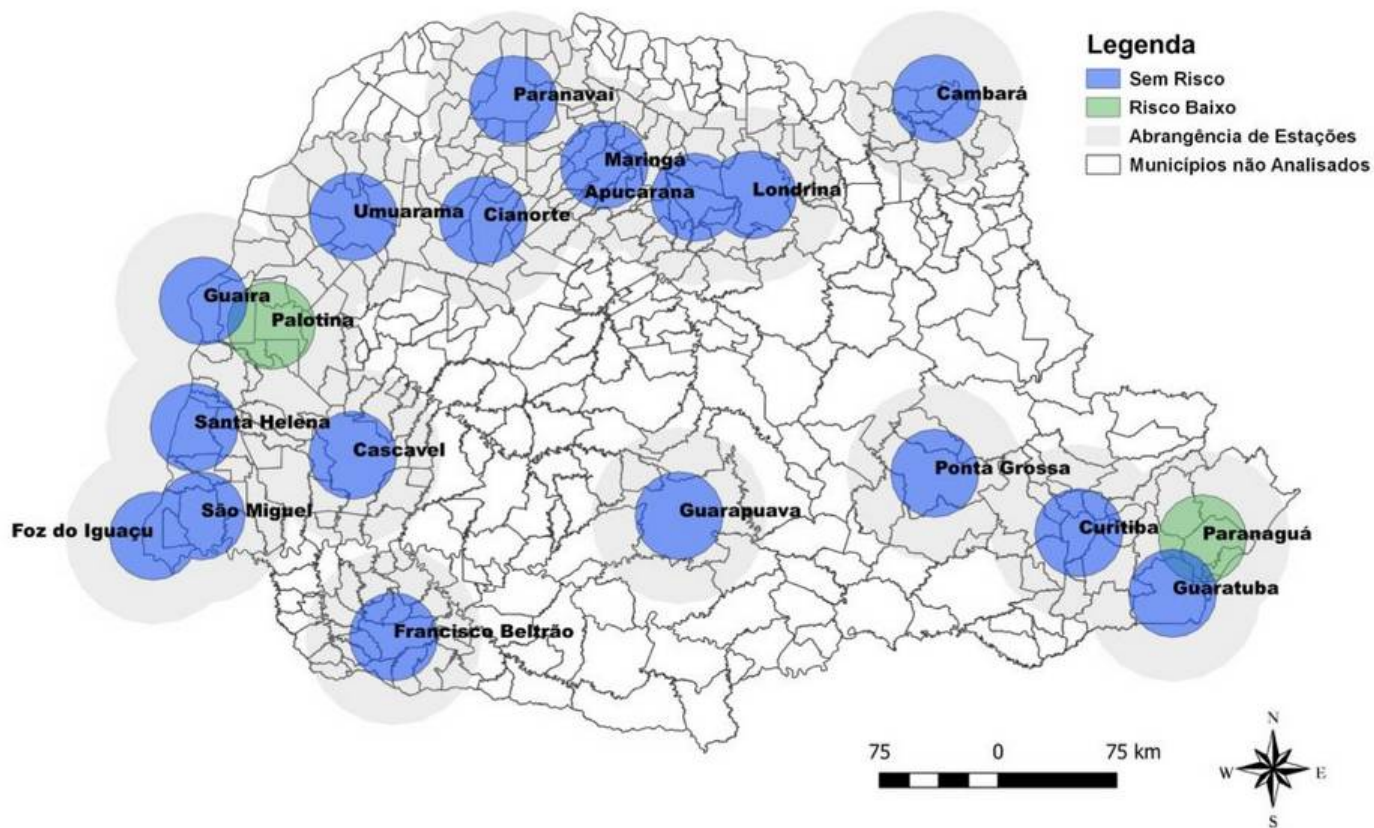 Legenda
Sem Risco
Risco Baixo
Abrangência de Estações
Municípios não Analisados
Paranavai
Cambará
Maringá
Apucarana
Londrina
Umuarama
Cianorte
Guaíra
Palotina
Santa Helena
Cascavel
Ponta Grossa
São Miguel
Guarapuava
Foz do Iguaçu
Curitiba
Paranaguá
Guaratuba
Francisco Beltrão
75 0 75 km
N
W E
S